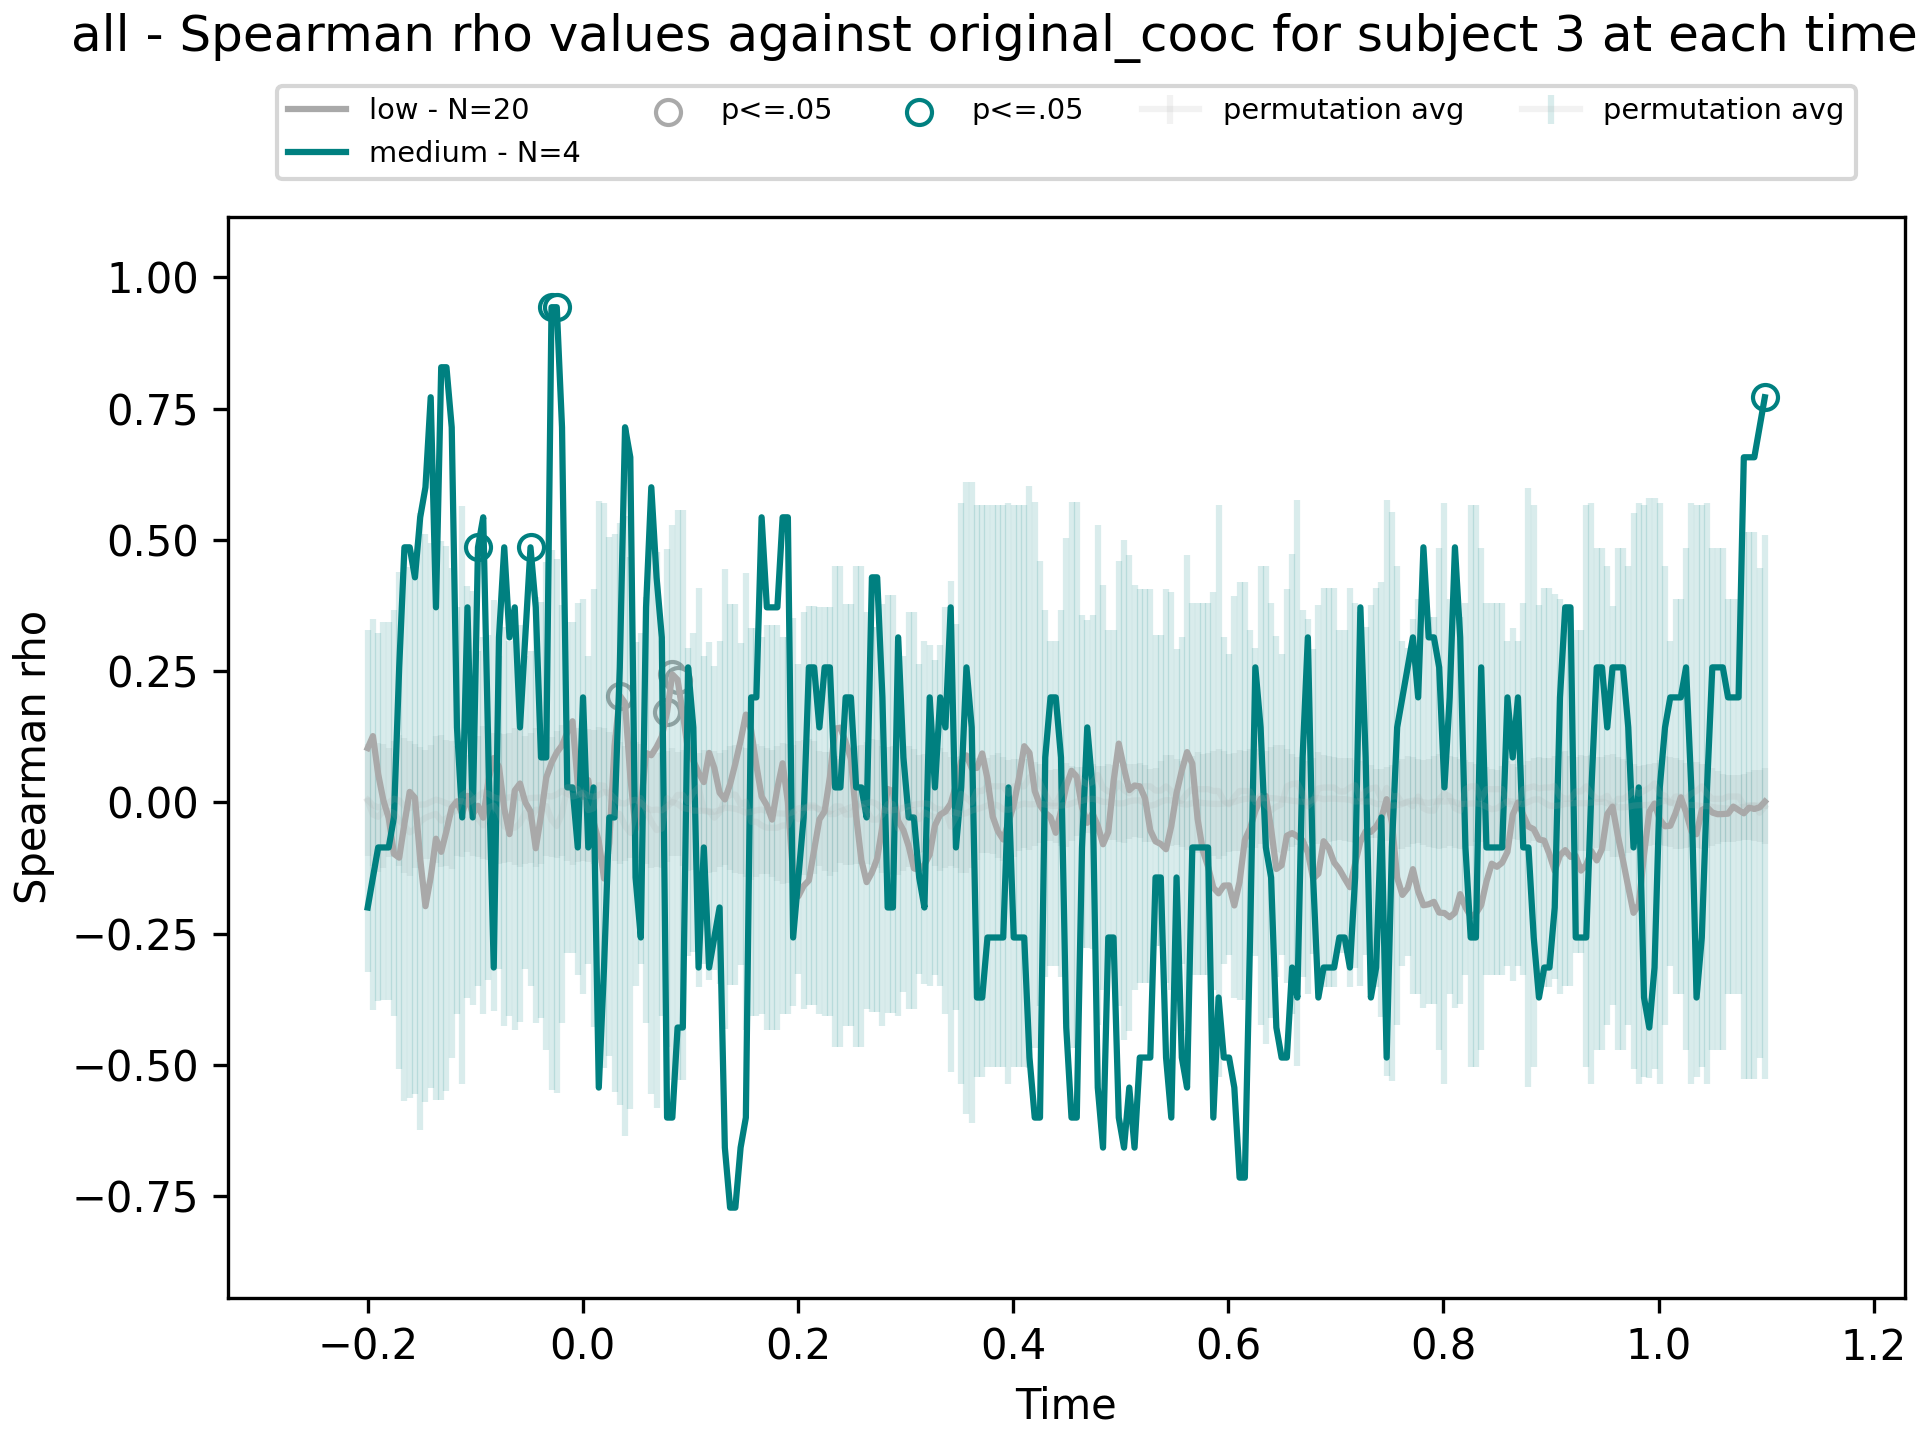 all - Spearman rho values against original_cooc for subject 3 at each time
low - N=20
medium - N=4
p<=.05
p<=.05
permutation avg
permutation avg
1.00
0.75
0.50
0.25
0.00
−0.25
−0.50
−0.75
Spearman rho
−0.2
0.0
0.2
0.4
0.6
0.8
1.0
1.2
Time